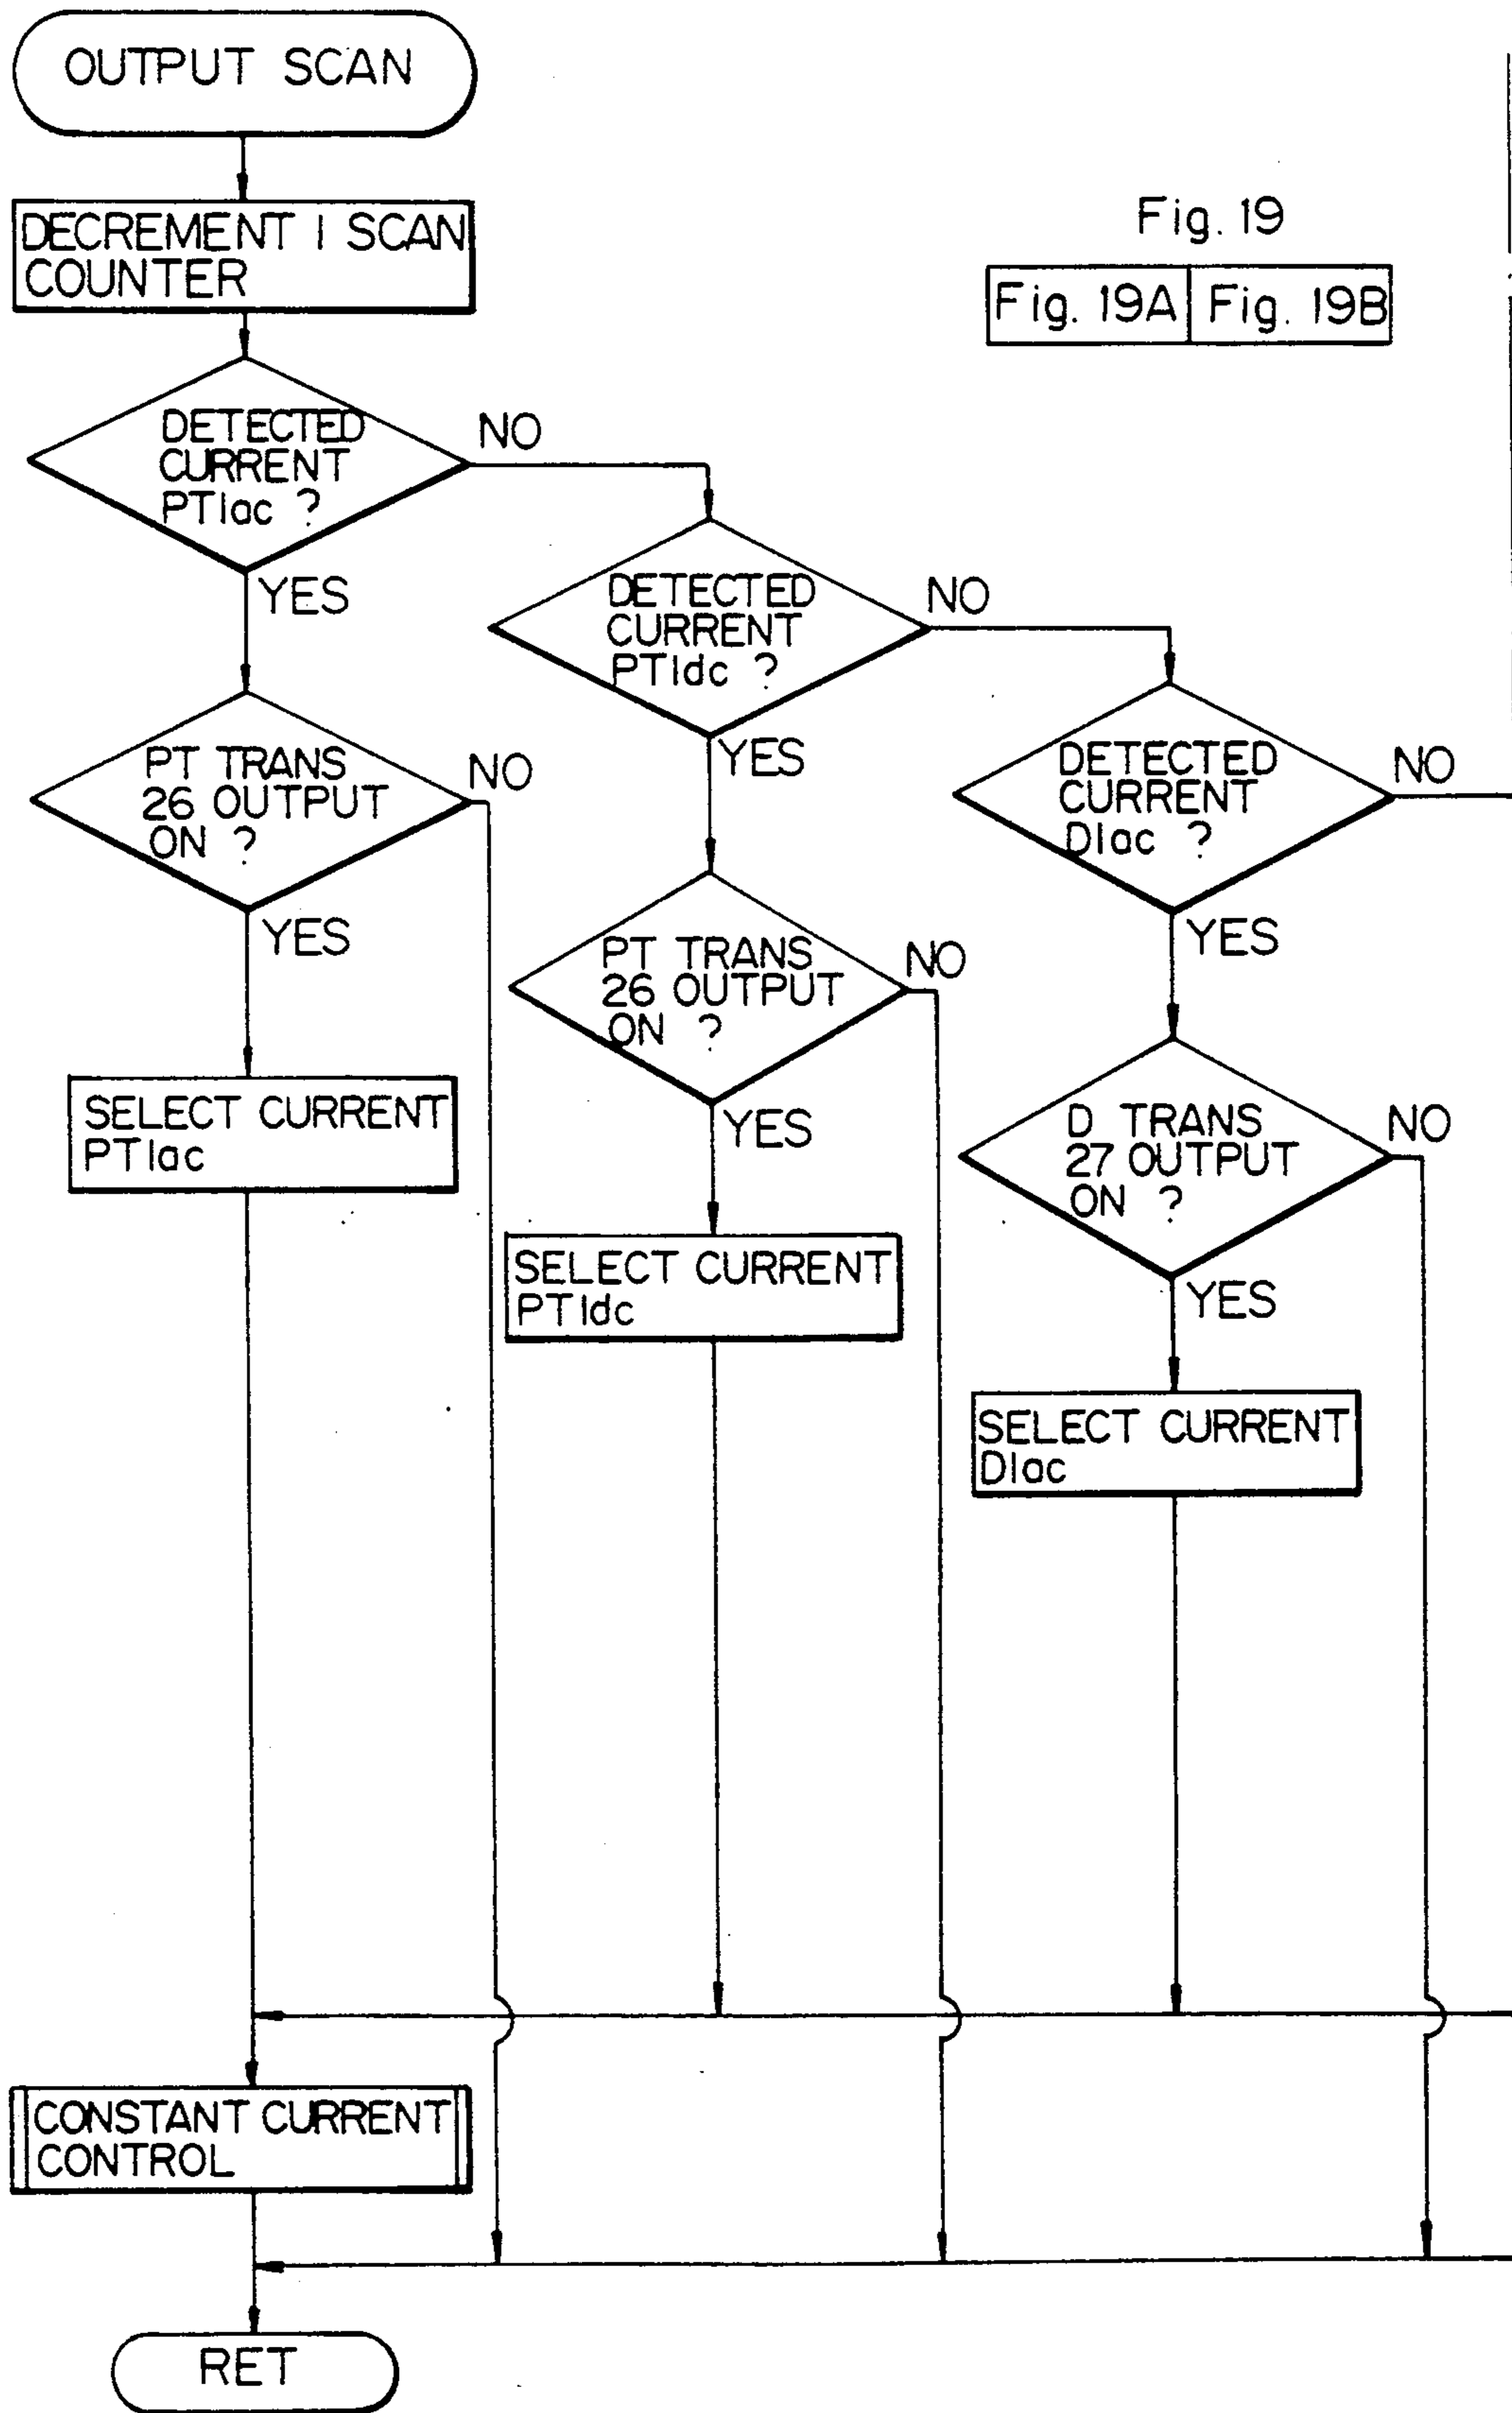 OUTPUT SCAN
DECREMENT I SCAN
COUNTER
Fig. 19
Fig. 19A
Fig. 19B
DETECTED
CURRENT
PTIac ?
NO
YES
DETECTED
CURRENT
PTIdc ?
NO
YES
DETECTED
CURRENT
DIac ?
NO
YES
PT TRANS
26 OUTPUT
ON ?
NO
YES
PT TRANS
26 OUTPUT
ON ?
NO
YES
D TRANS
27 OUTPUT
ON ?
NO
YES
SELECT CURRENT
PTIac
SELECT CURRENT
PTIdc
SELECT CURRENT
DIac
CONSTANT CURRENT
CONTROL
RET